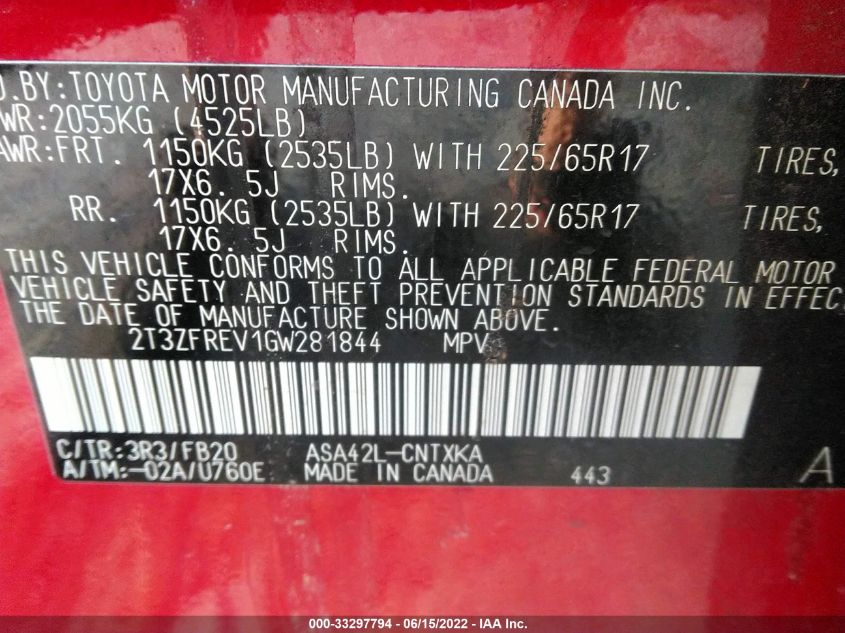 BY: TOYOTA MOTOR MANUFACTURING CANADA INC.
WR: 2055KG (4525LB)
AWR: FRT. 1150KG (2535LB) WITH 225/65R17 TIRES,
17X6. 5J RIMS.
RR. 1150KG (2535LB) WITH 225/65R17 TIRES,
17X6. 5J RIMS.
THIS VEHICLE CONFORMS TO ALL APPLICABLE FEDERAL MOTOR
VEHICLE SAFETY AND THEFT PREVENTION STANDARDS IN EFFEC
THE DATE OF MANUFACTURE SHOWN ABOVE.
2T3ZFREV1GW281844 MPV
C/TR: 3R3/FB20 ASA42L-CNTXKA
A/TM: -02A/U760E MADE IN CANADA 443 A
000-33297794 - 06/15/2022 - IAA Inc.